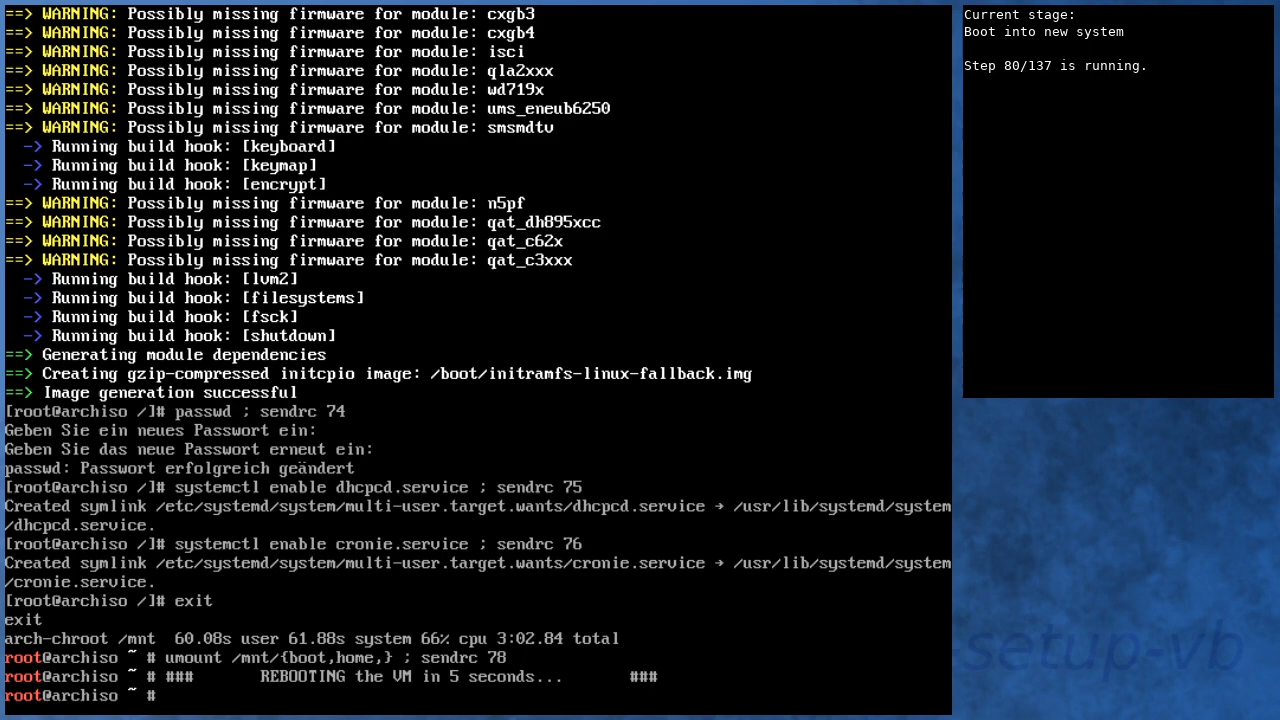 ==> WARNING: Possibly missing firmware for module: cxgb3
==> WARNING: Possibly missing firmware for module: cxgb4
==> WARNING: Possibly missing firmware for module: isci
==> WARNING: Possibly missing firmware for module: qla2xxx
==> WARNING: Possibly missing firmware for module: wd719x
==> WARNING: Possibly missing firmware for module: ums_eneub6250
==> WARNING: Possibly missing firmware for module: smsmdtv
  -> Running build hook: [keyboard]
  -> Running build hook: [keymap]
  -> Running build hook: [encrypt]
==> WARNING: Possibly missing firmware for module: n5pf
==> WARNING: Possibly missing firmware for module: qat_dh895xcc
==> WARNING: Possibly missing firmware for module: qat_c62x
==> WARNING: Possibly missing firmware for module: qat_c3xxx
  -> Running build hook: [lvm2]
  -> Running build hook: [filesystems]
  -> Running build hook: [fsck]
  -> Running build hook: [shutdown]
==> Generating module dependencies
==> Creating gzip-compressed initcpio image: /boot/initramfs-linux-fallback.img
==> Image generation successful
[root@archiso /]# passwd ; sendrc 74
Geben Sie ein neues Passwort ein:
Geben Sie das neue Passwort erneut ein:
passwd: Passwort erfolgreich geändert
[root@archiso /]# systemctl enable dhcpcd.service ; sendrc 75
Created symlink /etc/systemd/system/multi-user.target.wants/dhcpcd.service → /usr/lib/systemd/system
/dhcpcd.service.
[root@archiso /]# systemctl enable cronie.service ; sendrc 76
Created symlink /etc/systemd/system/multi-user.target.wants/cronie.service → /usr/lib/systemd/system
/cronie.service.
[root@archiso /]# exit
exit
arch-chroot /mnt  60.08s user 61.88s system 66% cpu 3:02.84 total
root@archiso ~ # umount /mnt/{boot,home,} ; sendrc 78
root@archiso ~ # ###       REBOOTING the VM in 5 seconds...       ###
root@archiso ~ #
Current stage:
Boot into new system
Step 80/137 is running.
-setup-vb